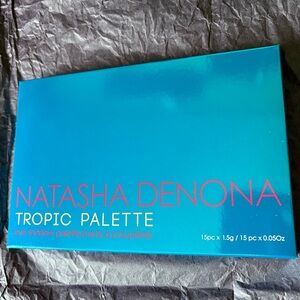 NATASHA DENONA
TROPIC PALETTE
15pc x 1.5g / 15 pc x 0.05Oz